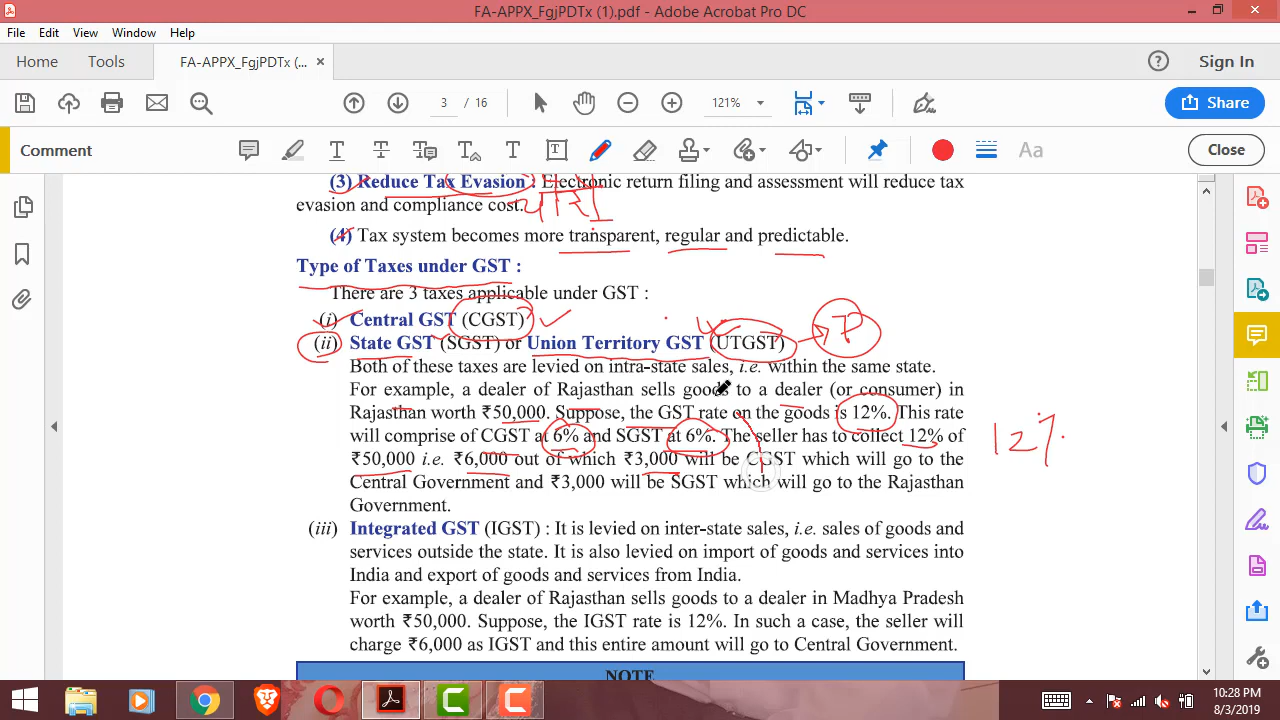 FA-APPX_FgjPDTx (1).pdf - Adobe Acrobat Pro DC
File Edit View Window Help
Home Tools FA-APPX_FgjPDTx (... × Sign In
3 / 16 121% Share
Comment Aa Close
(3) Reduce Tax Evasion : Electronic return filing and assessment will reduce tax
evasion and compliance cost.
(4) Tax system becomes more transparent, regular and predictable.
Type of Taxes under GST :
There are 3 taxes applicable under GST :
(i) Central GST (CGST)
(ii) State GST (SGST) or Union Territory GST (UTGST)
Both of these taxes are levied on intra-state sales, i.e. within the same state.
For example, a dealer of Rajasthan sells goods to a dealer (or consumer) in
Rajasthan worth ₹50,000. Suppose, the GST rate on the goods is 12%. This rate
will comprise of CGST at 6% and SGST at 6%. The seller has to collect 12% of
12%
₹50,000 i.e. ₹6,000 out of which ₹3,000 will be CGST which will go to the
Central Government and ₹3,000 will be SGST which will go to the Rajasthan
Government.
(iii) Integrated GST (IGST) : It is levied on inter-state sales, i.e. sales of goods and
services outside the state. It is also levied on import of goods and services into
India and export of goods and services from India.
For example, a dealer of Rajasthan sells goods to a dealer in Madhya Pradesh
worth ₹50,000. Suppose, the IGST rate is 12%. In such a case, the seller will
charge ₹6,000 as IGST and this entire amount will go to Central Government.
NOTE
10:28 PM
8/3/2019